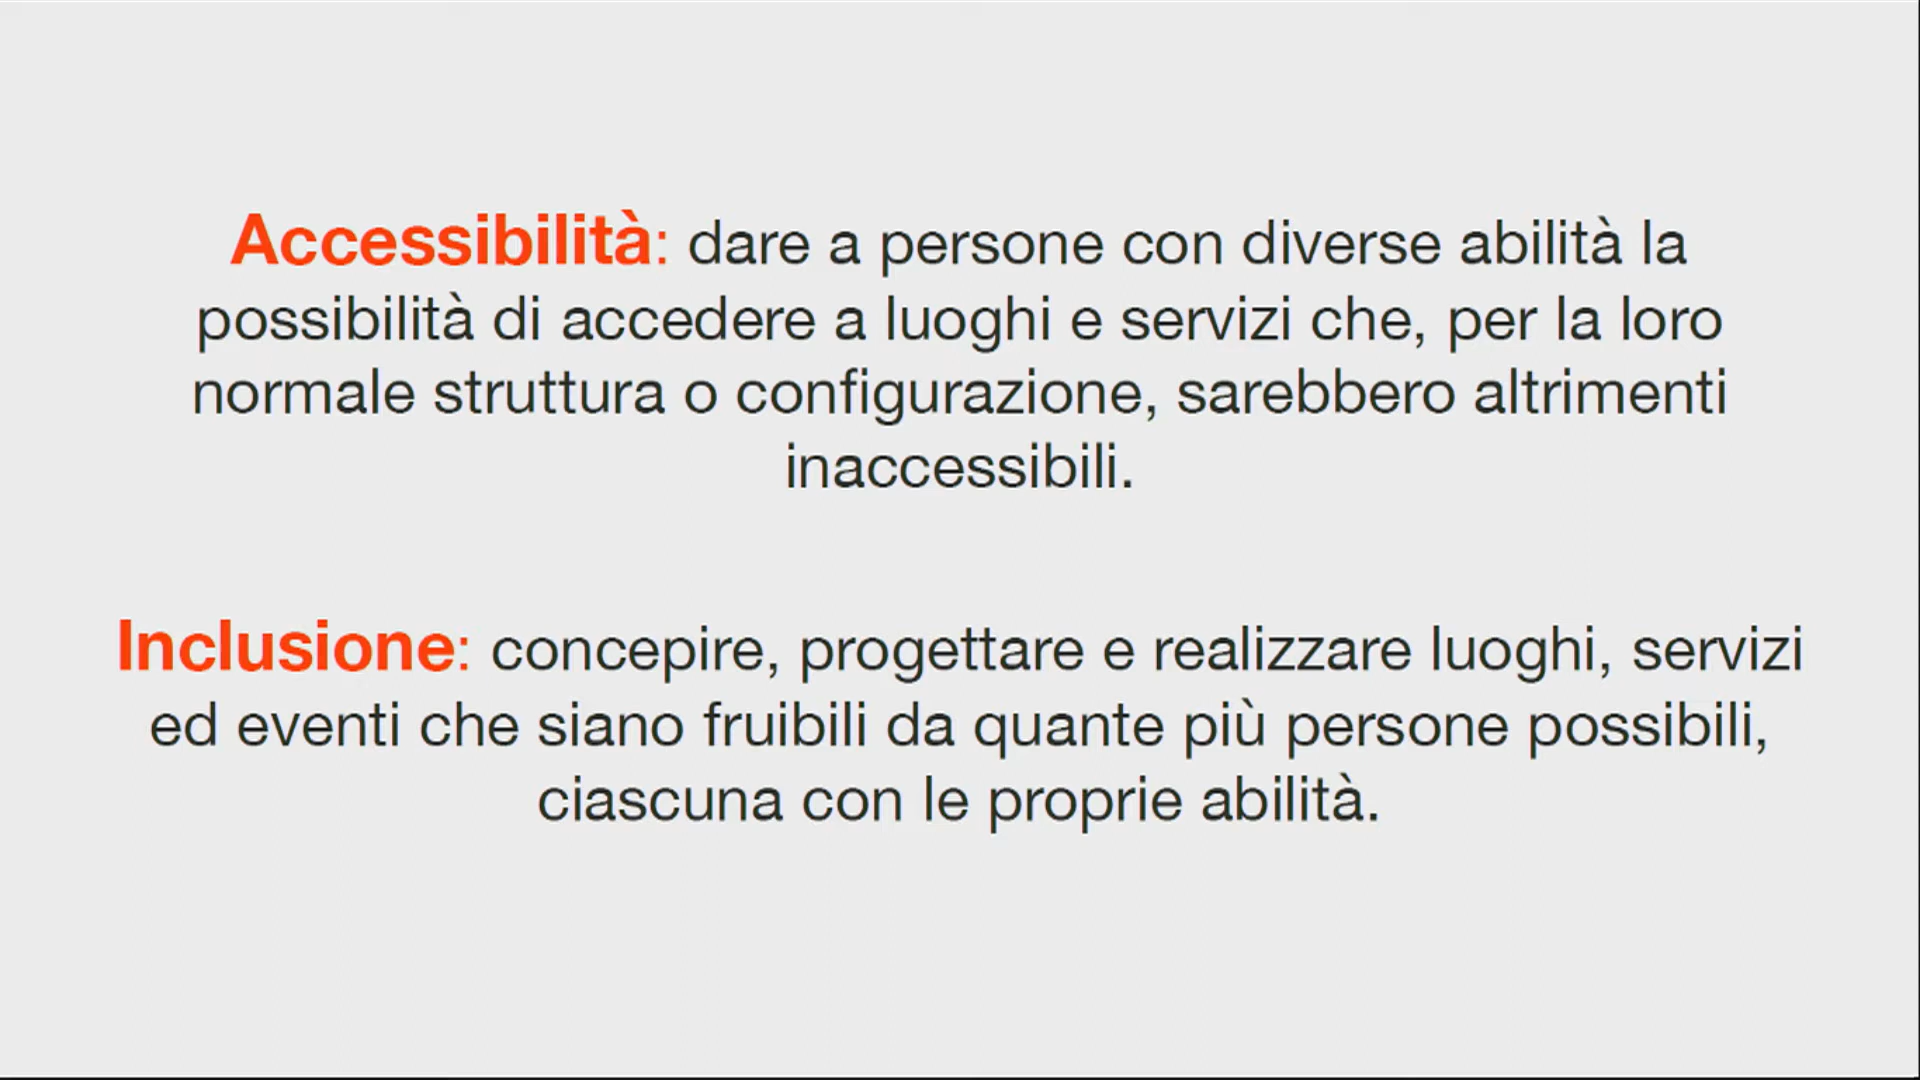 Accessibilità: dare a persone con diverse abilità la
possibilità di accedere a luoghi e servizi che, per la loro
normale struttura o configurazione, sarebbero altrimenti
inaccessibili.
Inclusione: concepire, progettare e realizzare luoghi, servizi
ed eventi che siano fruibili da quante più persone possibili,
ciascuna con le proprie abilità.